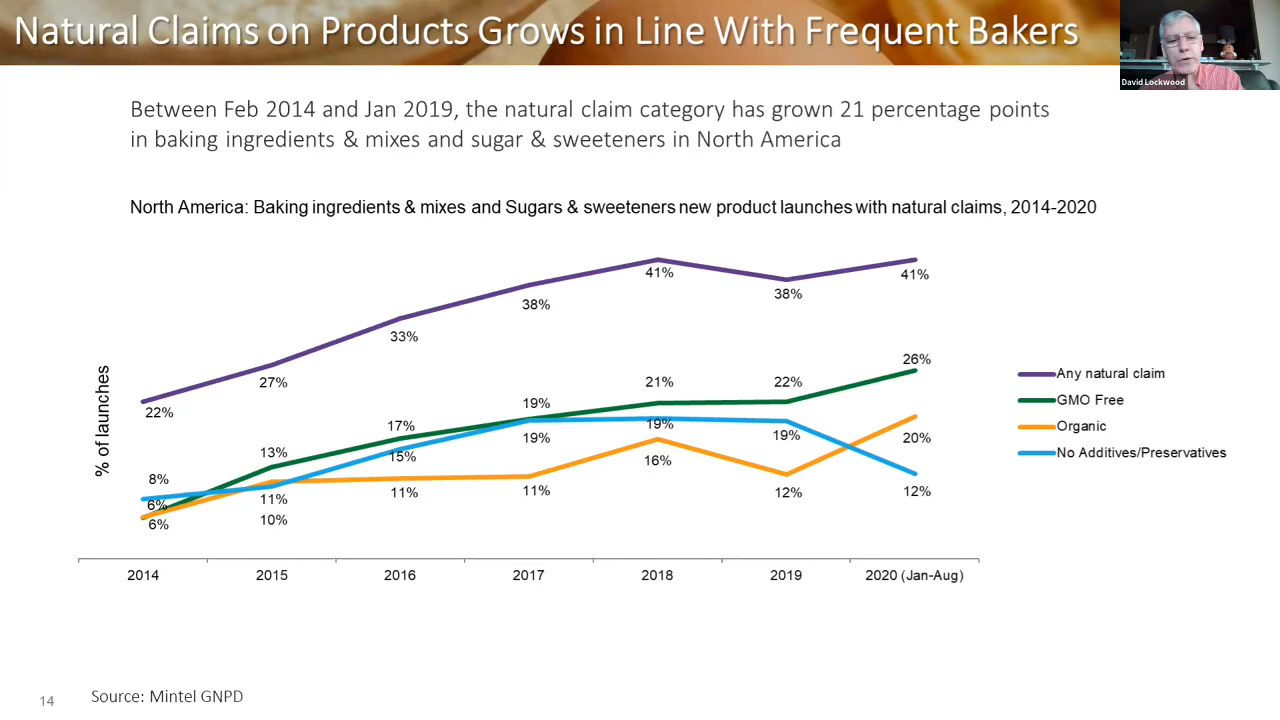 Natural Claims on Products Grows in Line With Frequent Bakers
David Lockwood
Between Feb 2014 and Jan 2019, the natural claim category has grown 21 percentage points
in baking ingredients & mixes and sugar & sweeteners in North America
North America: Baking ingredients & mixes and Sugars & sweeteners new product launches with natural claims, 2014-2020
% of launches
22%
27%
33%
38%
41%
38%
41%
6%
13%
17%
19%
21%
22%
26%
6%
11%
11%
11%
16%
12%
20%
8%
10%
15%
19%
19%
19%
12%
2014
2015
2016
2017
2018
2019
2020 (Jan-Aug)
Any natural claim
GMO Free
Organic
No Additives/Preservatives
14
Source: Mintel GNPD